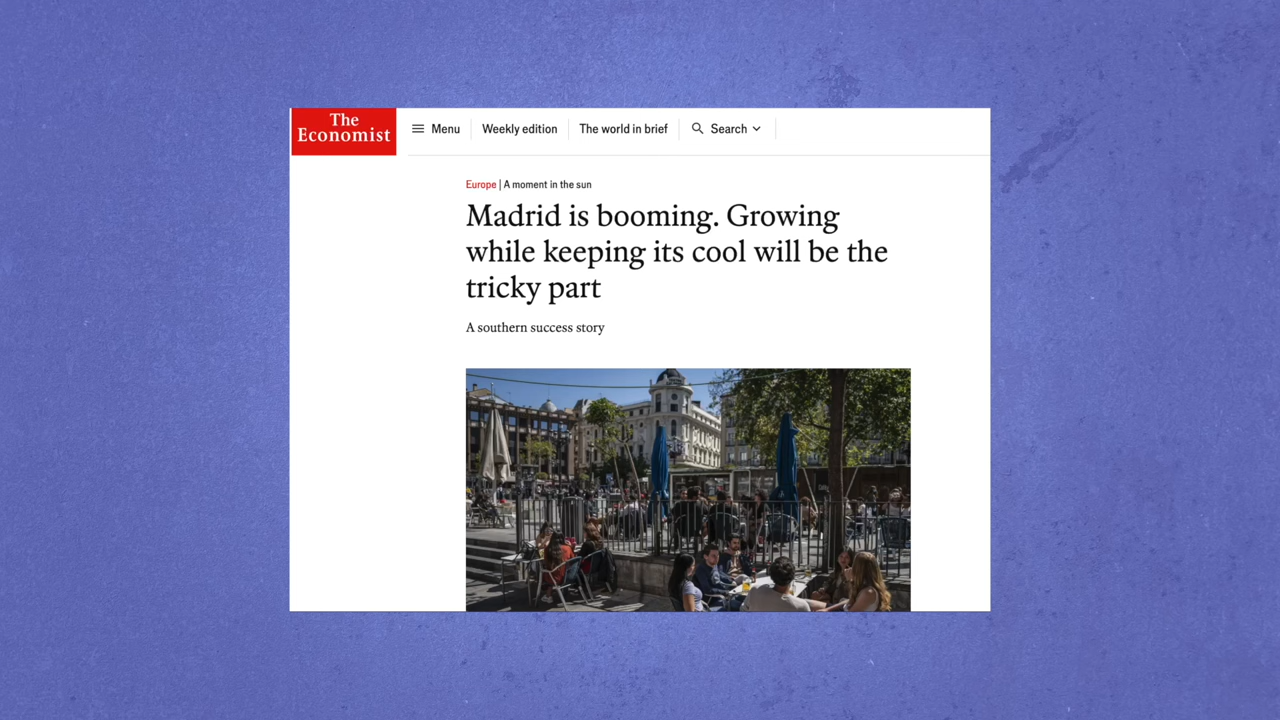 The
Economist
Menu
Weekly edition
The world in brief
Search
Europe | A moment in the sun
Madrid is booming. Growing
while keeping its cool will be the
tricky part
A southern success story